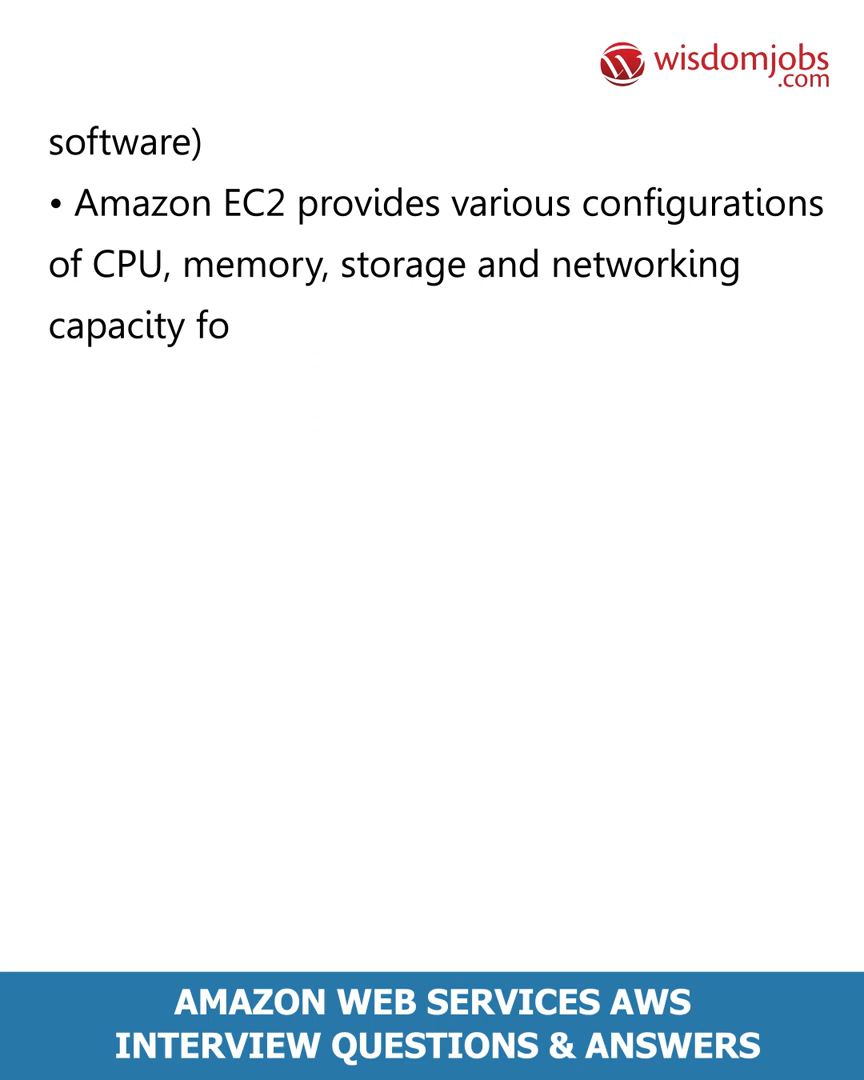 wisdomjobs
.com
software)
• Amazon EC2 provides various configurations
of CPU, memory, storage and networking
capacity fo
AMAZON WEB SERVICES AWS
INTERVIEW QUESTIONS & ANSWERS